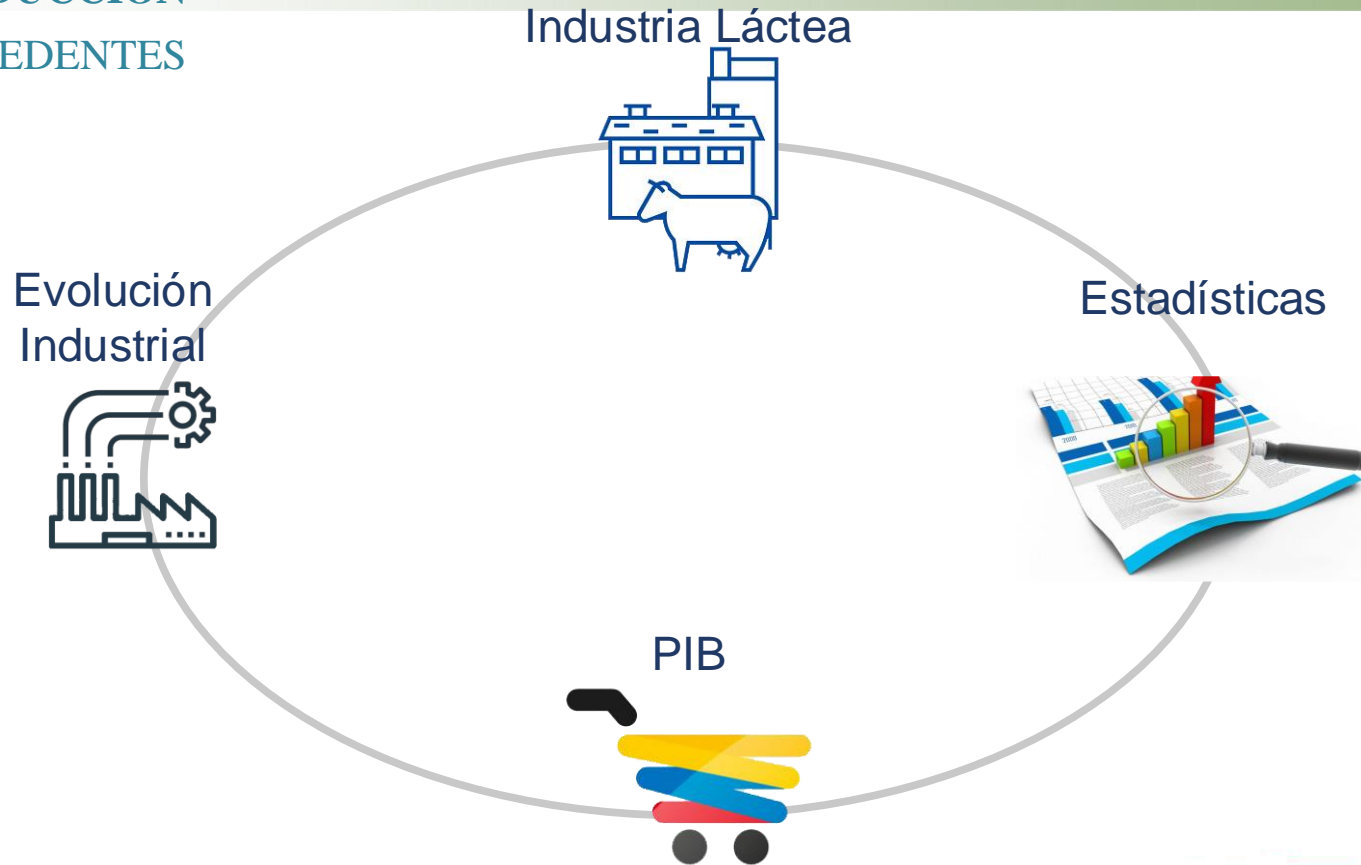 EDENTES
Industria Láctea
Evolución
Industrial
Estadísticas
PIB